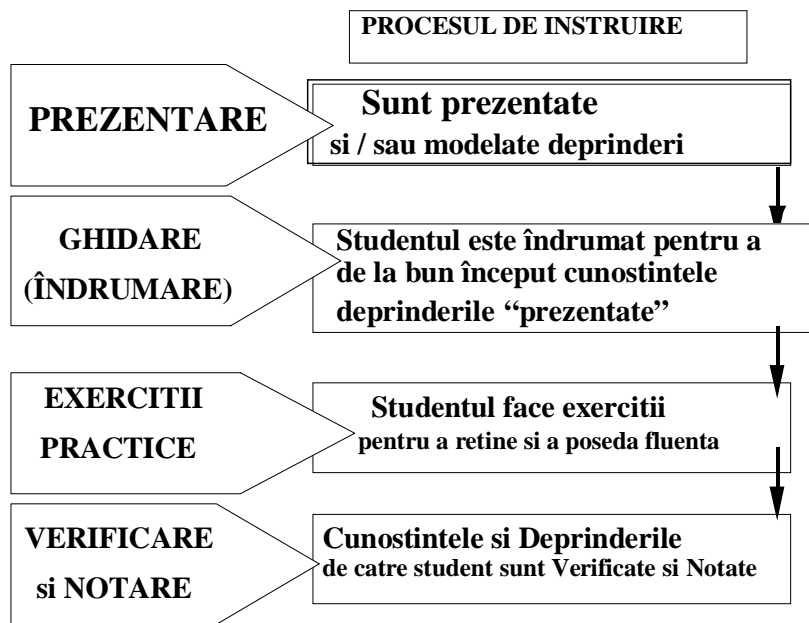 PROCESUL DE INSTRUIRE
PREZENTARE
Sunt prezentate
si / sau modelate deprinderi
GHIDARE
(ÎNDRUMARE)
Studentul este îndrumat pentru a
de la bun început cunostintele
deprinderile “prezentate”
EXERCITII
PRACTICE
Studentul face exercitii
pentru a retine si a poseda fluenta
VERIFICARE
si NOTARE
Cunostintele si Deprinderile
de catre student sunt Verificate si Notate